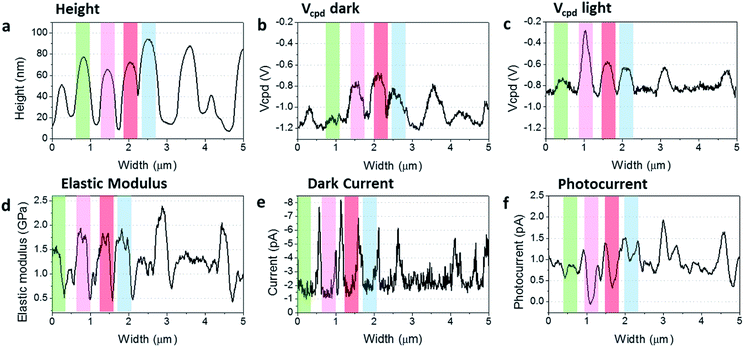 Height
V cpd dark
V cpd light
a
b
c
100
80
60
40
20
0
Height (nm)
0 1 2 3 4 5
Width (μm)
-0.2
-0.4
-0.6
-0.8
-1.0
-1.2
Vcpd (V)
0 1 2 3 4 5
Width (μm)
-0.2
-0.4
-0.6
-0.8
-1.0
-1.2
Vcpd (V)
0 1 2 3 4 5
Width (μm)
Elastic Modulus
Dark Current
Photocurrent
d
e
f
2.5
2.0
1.5
1.0
0.5
Elastic modulus (GPa)
0 1 2 3 4 5
Width (μm)
-8
-7
-6
-5
-4
-3
-2
-1
0
Current (pA)
0 1 2 3 4 5
Width (μm)
2.5
2.0
1.5
1.0
0.5
0.0
Photocurrent (pA)
0 1 2 3 4 5
Width (μm)